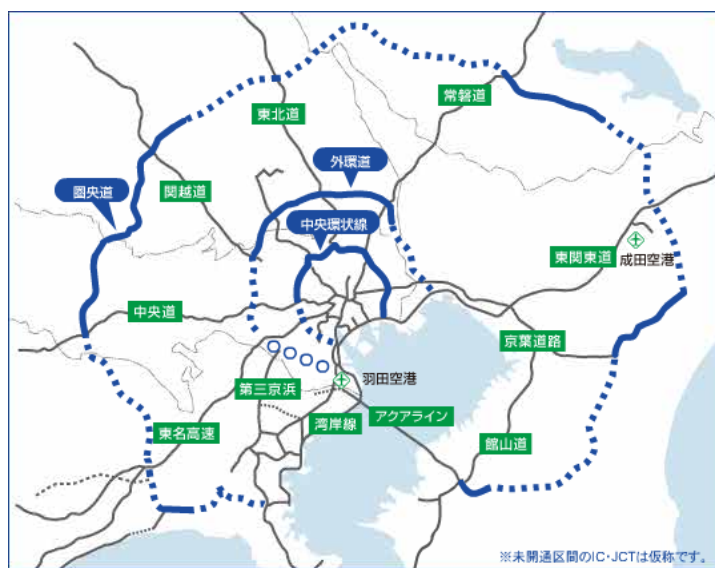 常磐道
東北道
外環道
圏央道
関越道
中央環状線
東関東道
成田空港
中央道
京葉道路
羽田空港
第三京浜
アクアライン
湾岸線
東名高速
館山道
※未開通区間のIC・JCTは仮称です。